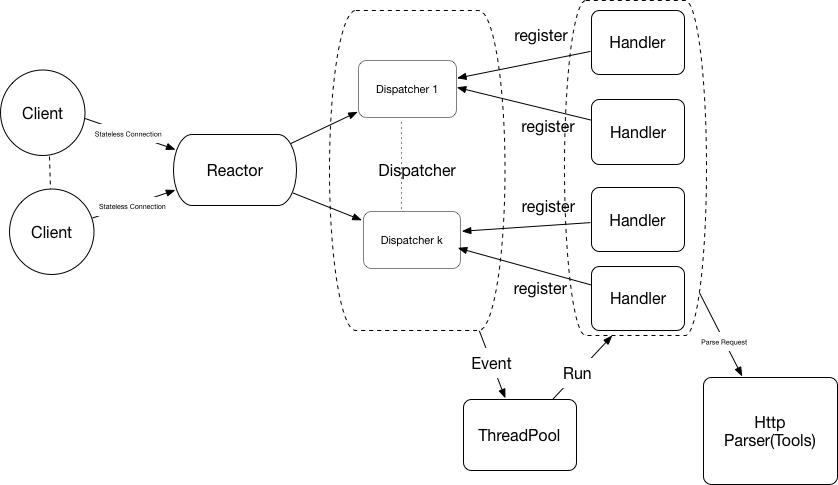 register
Handler
Dispatcher 1
Client
Stateless Connection
register
Handler
Reactor
Dispatcher
Stateless Connection
register
Handler
Client
Dispatcher k
register
Handler
Parse Request
Event
Run
ThreadPool
Http
Parser(Tools)